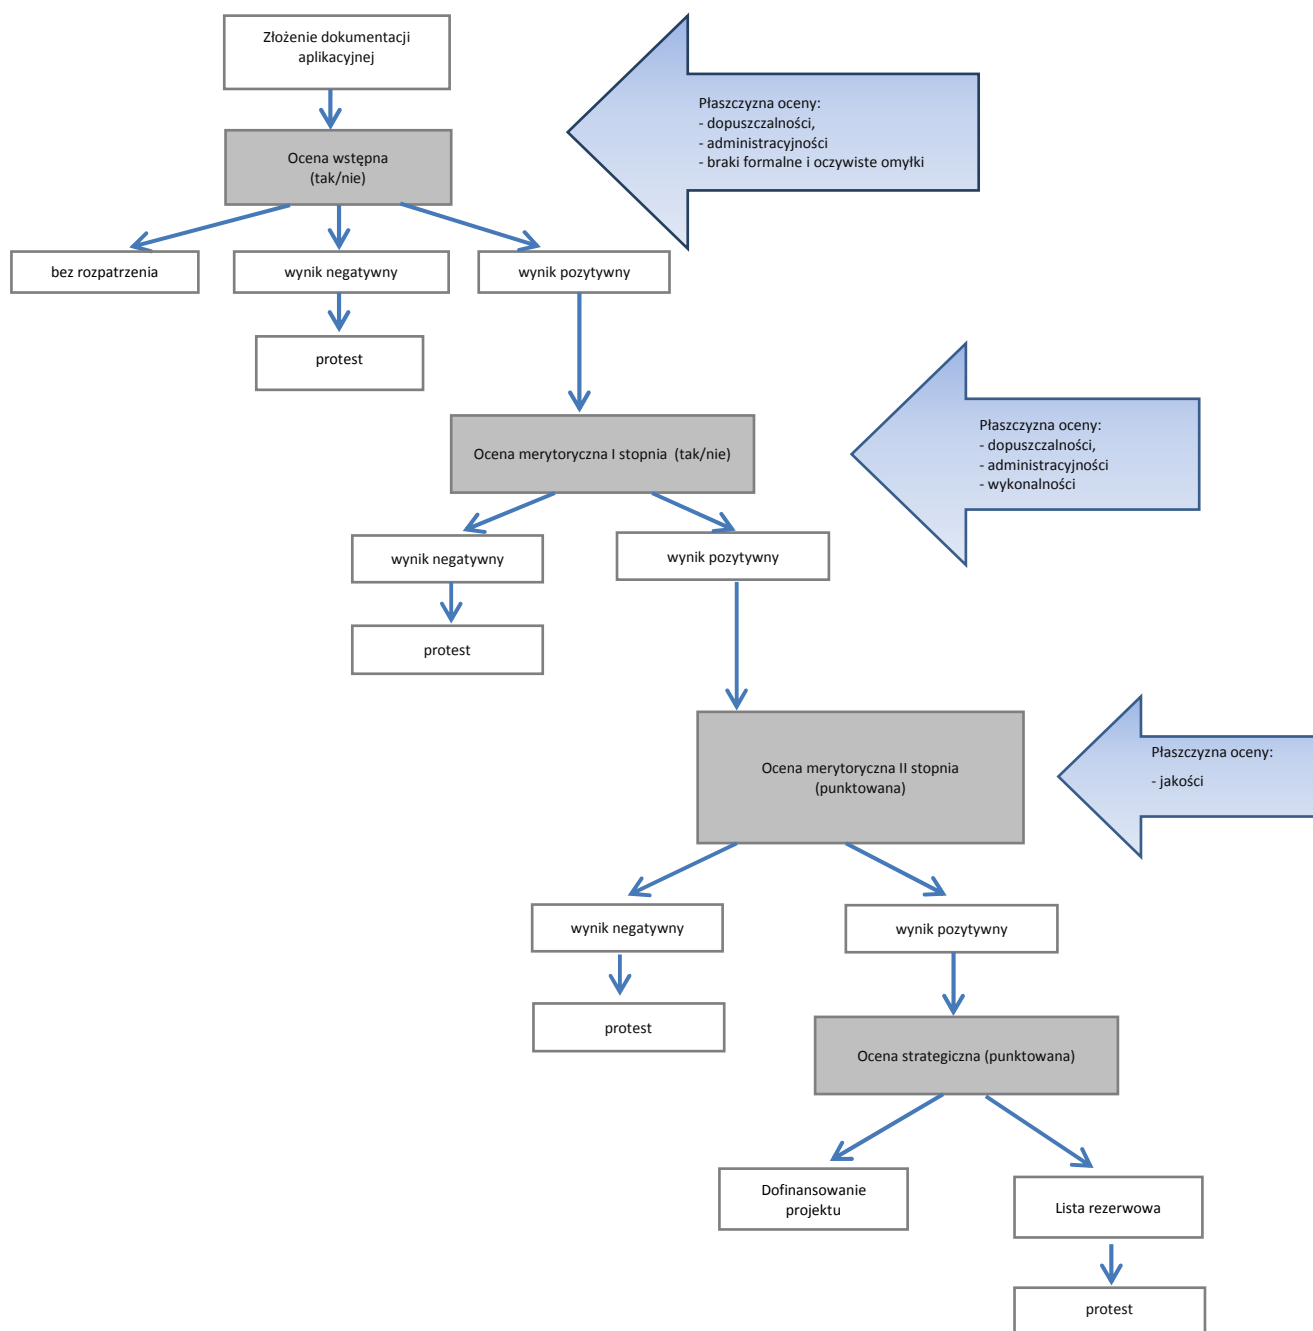 Złożenie dokumentacji
aplikacyjnej
Płaszczyzna oceny:
- dopuszczalności,
- administracyjności
- braki formalne i oczywiste omyłki
Ocena wstępna
(tak/nie)
bez rozpatrzenia
wynik negatywny
wynik pozytywny
protest
Płaszczyzna oceny:
- dopuszczalności,
- administracyjności
- wykonalności
Ocena merytoryczna I stopnia (tak/nie)
wynik negatywny
wynik pozytywny
protest
Płaszczyzna oceny:
- jakości
Ocena merytoryczna II stopnia
(punktowana)
wynik negatywny
wynik pozytywny
protest
Ocena strategiczna (punktowana)
Dofinansowanie
projektu
Lista rezerwowa
protest